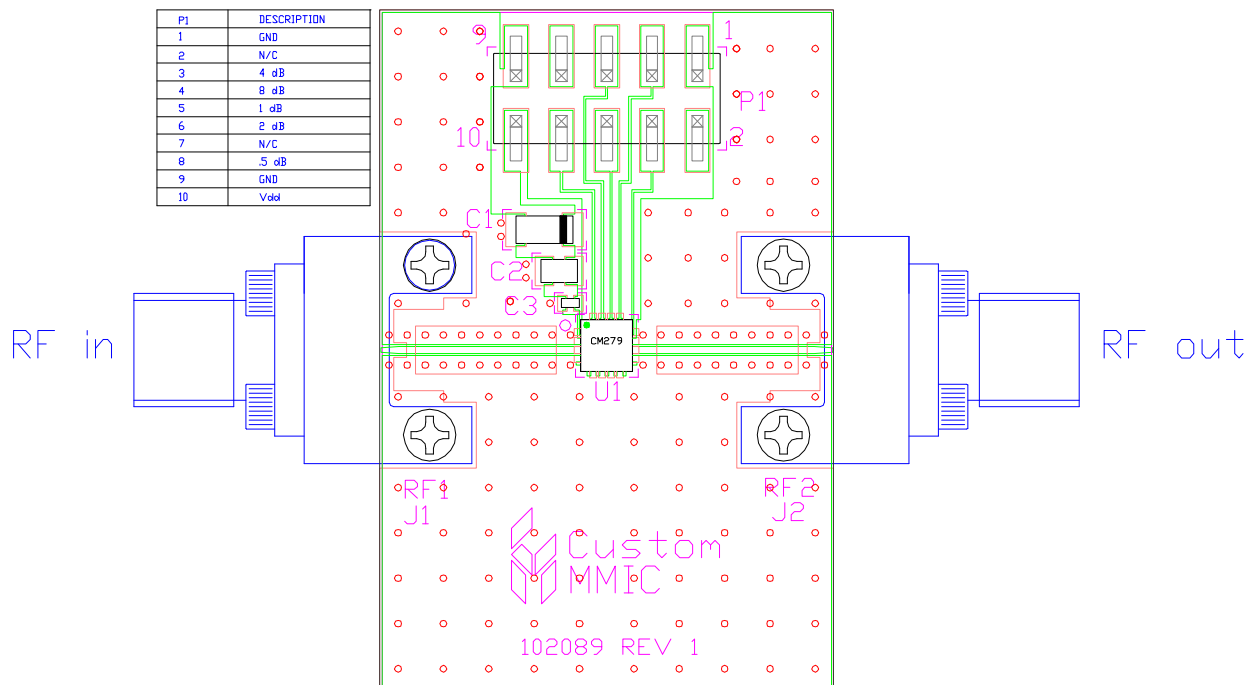 P1 DESCRIPTION
1 GND
2 N/C
3 4 dB
4 8 dB
5 1 dB
6 2 dB
7 N/C
8 .5 dB
9 GND
10 Vdd
9
1
P1
10
2
C1
C2
C3
CM279
U1
RF in
RF out
RF1
J1
RF2
J2
Custom
MMIC
102089 REV 1